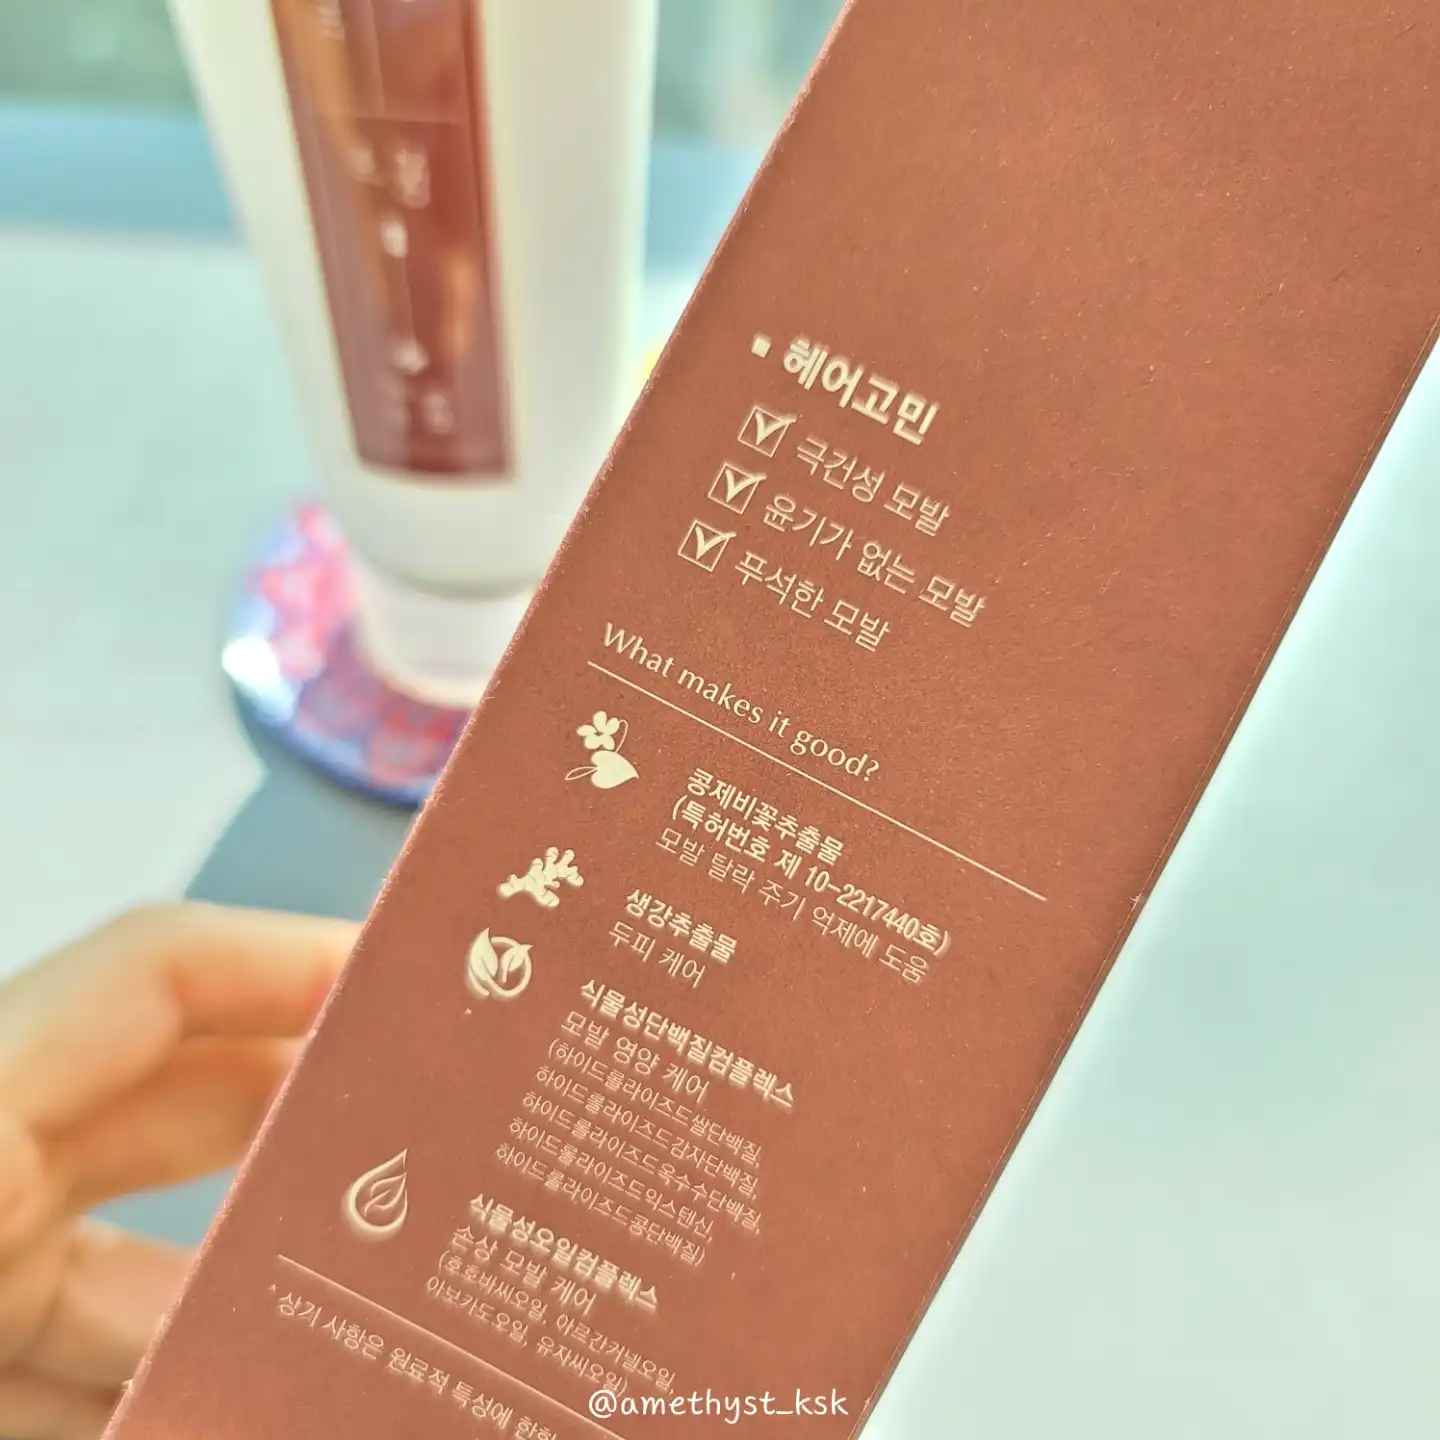 ▪ 헤어고민
☑ 극건성 모발
☑ 윤기가 없는 모발
☑ 푸석한 모발
What makes it good?
콩제비꽃추출물
(특허번호 제 10-2217440호)
모발 탈락 주기 억제에 도움
생강추출물
두피 케어
식물성단백질컴플렉스
모발 영양 케어
(하이드롤라이즈드쌀단백질,
하이드롤라이즈드감자단백질,
하이드롤라이즈드옥수수단백질,
하이드롤라이즈드익스텐신,
하이드롤라이즈드콩단백질)
식물성오일컴플렉스
손상 모발 케어
(호호바씨오일, 아르간커넬오일,
아보카도오일, 유자씨오일)
*상기 사항은 원료적 특성에 한함
@amethyst_ksk